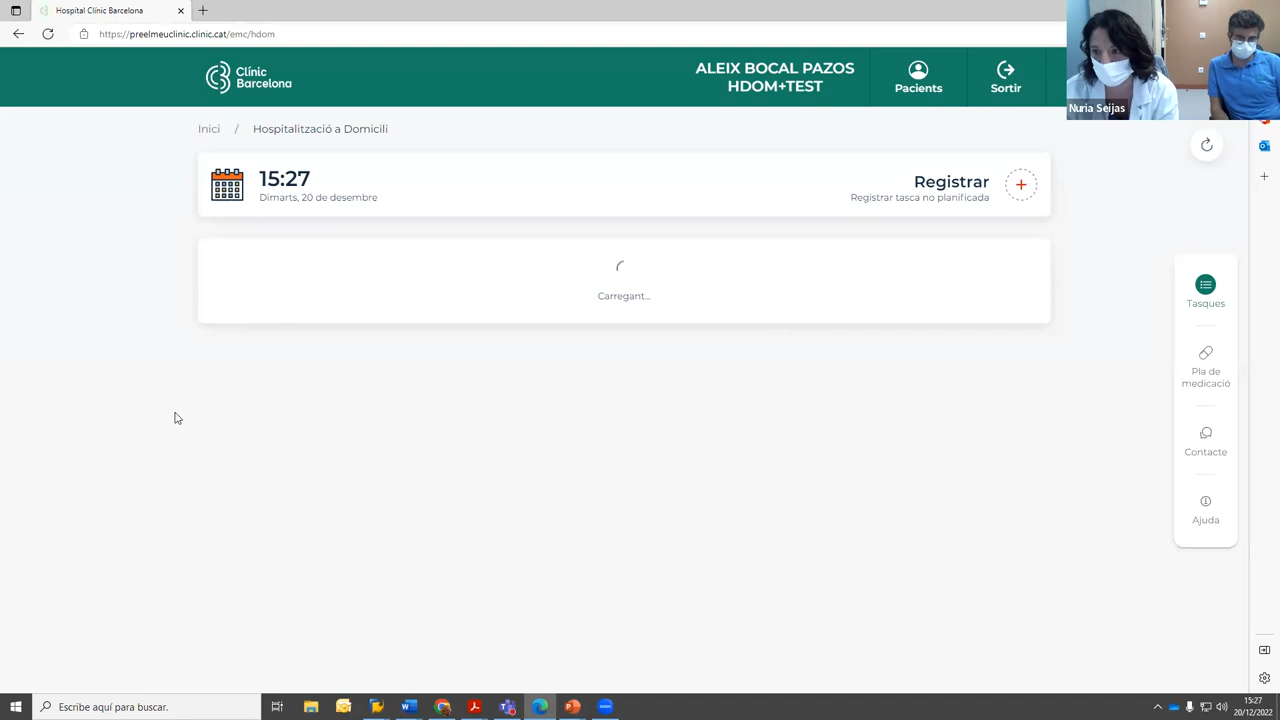 Hospital Clínic Barcelona
https://preelmeuclinic.clinic.cat/emc/hdom
Clínic
Barcelona
ALEIX BOCAL PAZOS
HDOM+TEST
Pacients
Sortir
Nuria Seijas
Inici / Hospitalització a Domicili
15:27
Dimarts, 20 de desembre
Registrar
Registrar tasca no planificada
Carregant...
Tasques
Pla de
medicació
Contacte
Ajuda
Escribe aquí para buscar.
15:27
20/12/2022